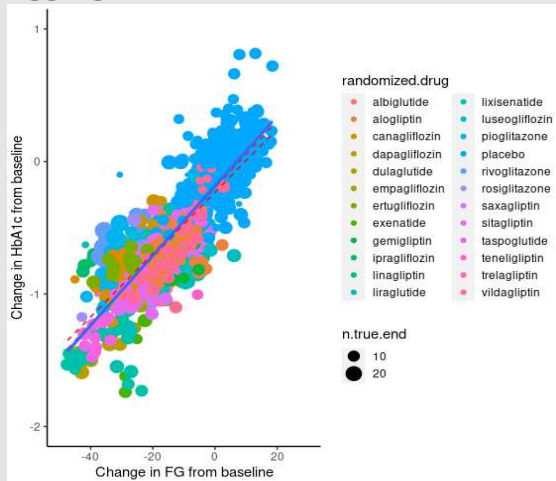 1
0
-1
-2
-40
-20
0
20
Change in HbA1c from baseline
Change in FG from baseline
randomized.drug
albiglutide
alogliptin
canagliflozin
dapagliflozin
dulaglutide
empagliflozin
ertugliflozin
exenatide
gemigliptin
ipragliflozin
linagliptin
liraglutide
lixisenatide
luseogliflozin
pioglitazone
placebo
rivoglitazone
rosiglitazone
saxagliptin
sitagliptin
taspoglutide
teneligliptin
trelagliptin
vildagliptin
n.true.end
10
20